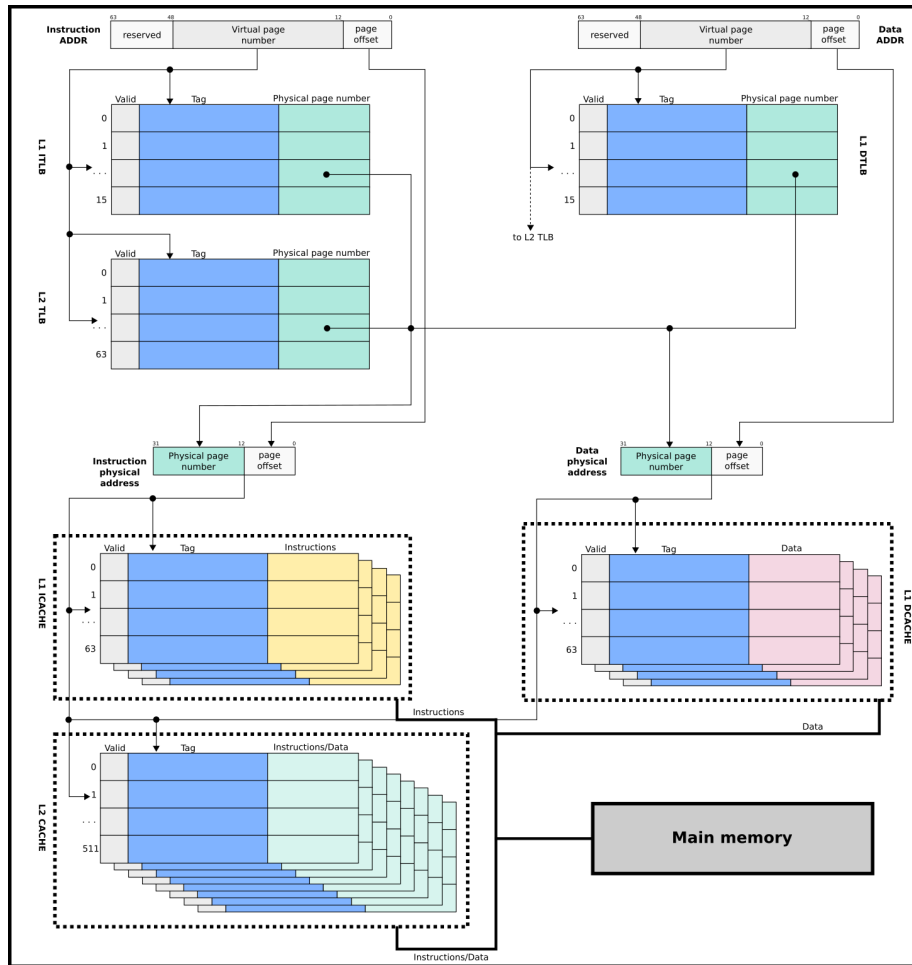 63 48 12 0
Instruction
ADDR
reserved
Virtual page
number
page
offset
63 48 12 0
reserved
Virtual page
number
page
offset
Data
ADDR
Valid Tag Physical page number
L1 ITLB
0
1
...
15
Valid Tag Physical page number
0
1
...
15
L1 DTLB
to L2 TLB
Valid Tag Physical page number
L2 TLB
0
1
...
63
31 12 0
Instruction
physical
address
Physical page
number
page
offset
31 12 0
Data
physical
address
Physical page
number
page
offset
Valid Tag Instructions
L1 ICACHE
0
1
...
63
Valid Tag Data
0
1
...
63
L1 DCACHE
Instructions
Data
Valid Tag Instructions/Data
L2 CACHE
0
1
...
511
Main memory
Instructions/Data